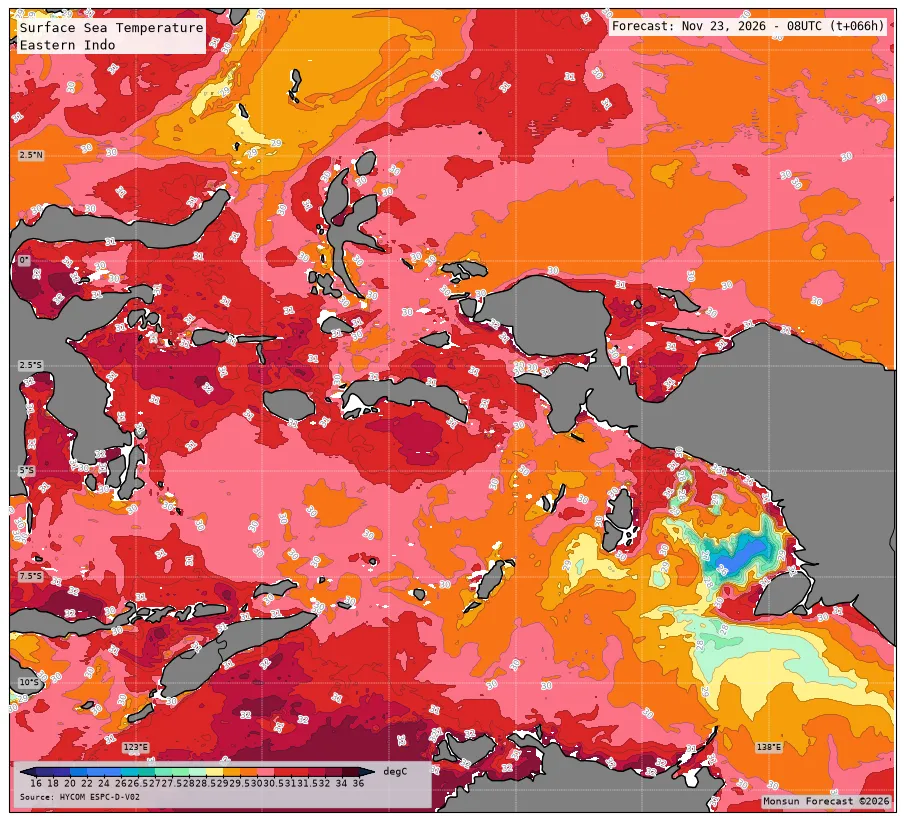 Surface Sea Temperature
Eastern Indo
Forecast: Nov 23, 2026 - 08UTC (t+066h)
2.5°N
0°
2.5°S
5°S
7.5°S
10°S
123°E
138°E
16 18 20 22 24 26 26.5 27 27.5 28 28.5 29 29.5 30 30.5 31 31.5 32 34 36 degC
Source: HYCOM ESPC-D-V02
Monsun Forecast ©2026